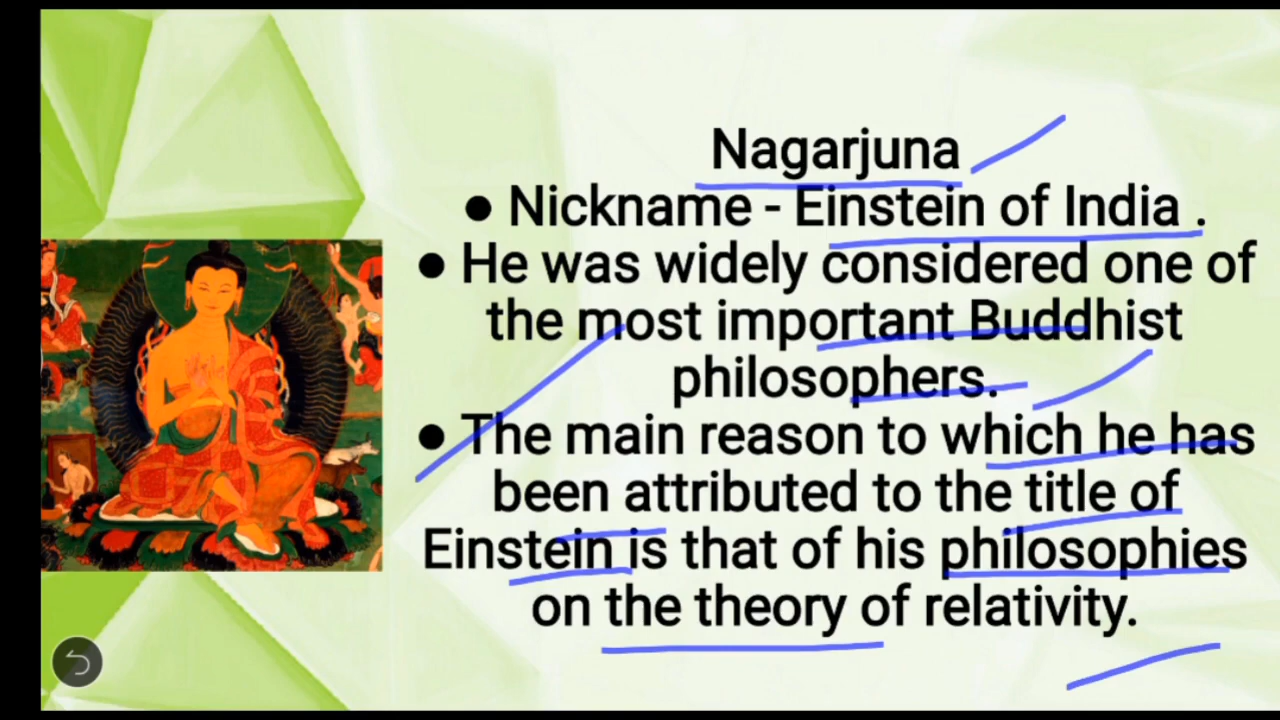 Nagarjuna
● Nickname - Einstein of India .
● He was widely considered one of
the most important Buddhist
philosophers.
● The main reason to which he has
been attributed to the title of
Einstein is that of his philosophies
on the theory of relativity.